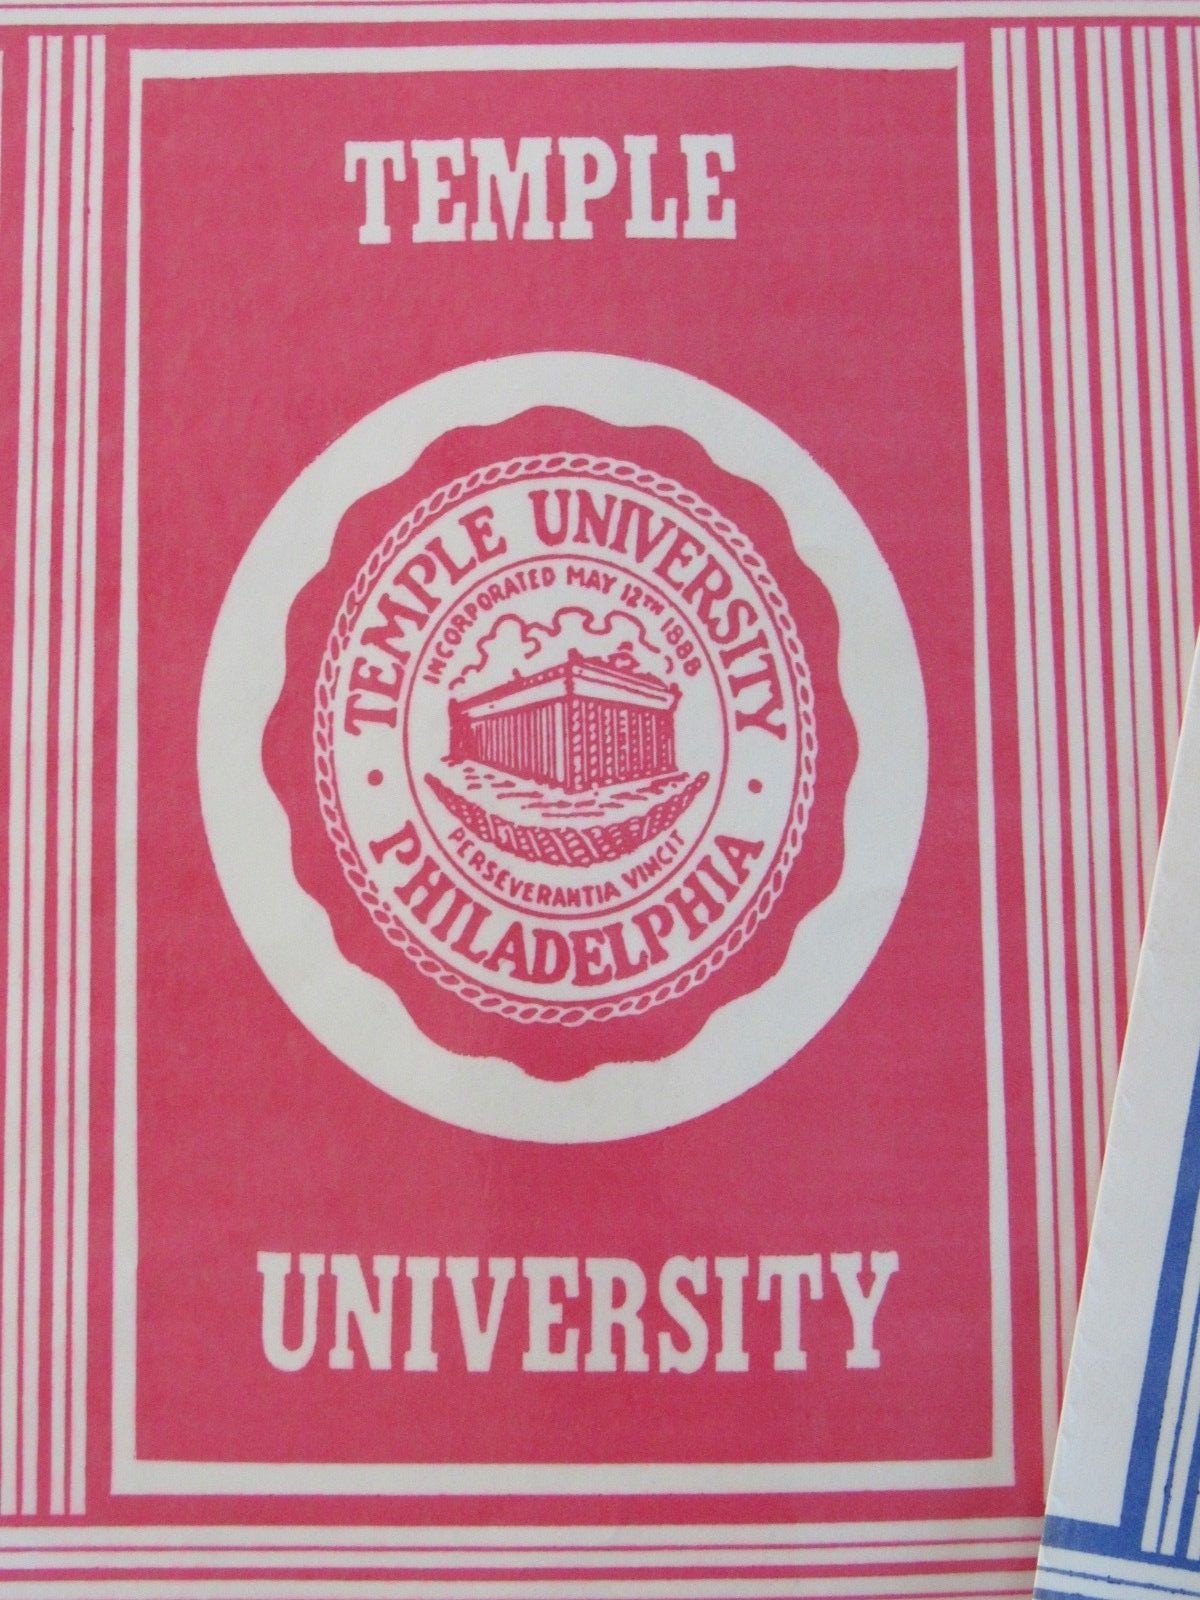 TEMPLE
TEMPLE UNIVERSITY
INCORPORATED MAY 12TH 1888
PERSEVERANTIA VINCIT
PHILADELPHIA
UNIVERSITY